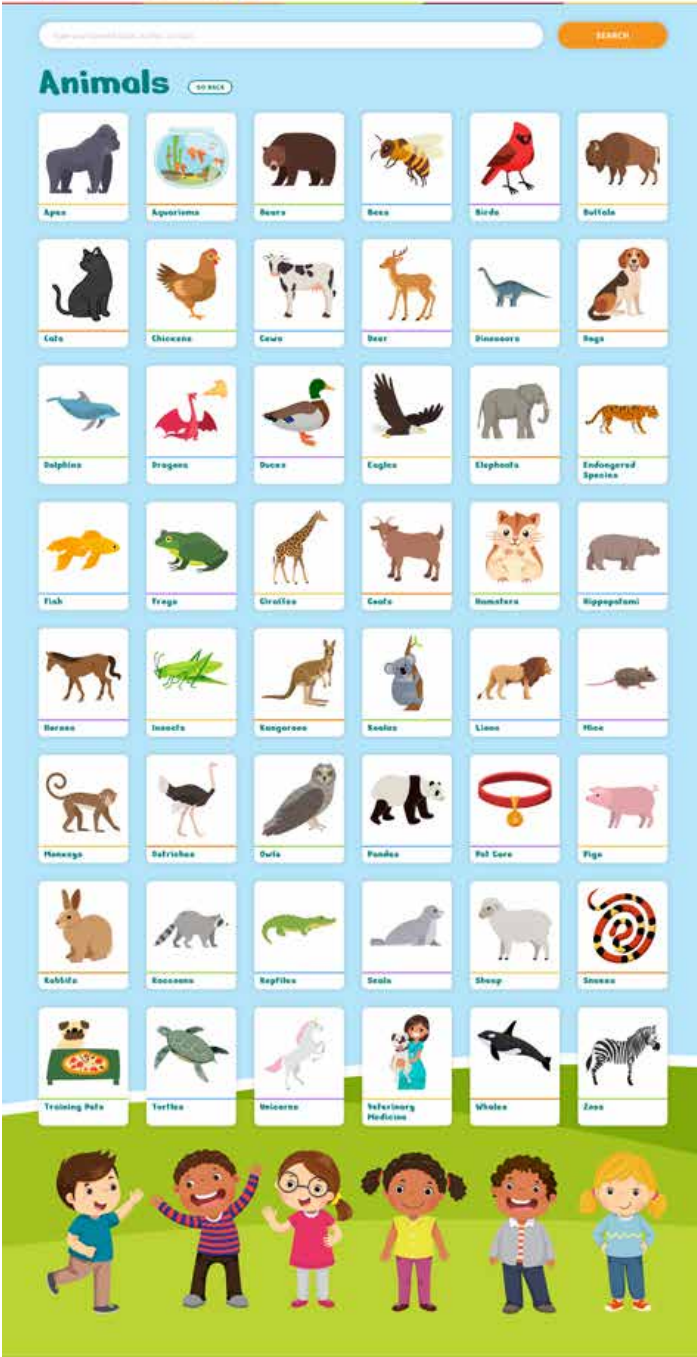 SEARCH
Animals
GO BACK
Apes
Aquariums
Bears
Bees
Birds
Buffalo
Cats
Chickens
Cows
Deer
Dinosaurs
Dogs
Dolphins
Dragons
Ducks
Eagles
Elephants
Endangered
Species
Fish
Frogs
Giraffes
Goats
Hamsters
Hippopotami
Horses
Insects
Kangaroos
Koalas
Lions
Mice
Monkeys
Ostriches
Owls
Pandas
Pet Care
Pigs
Rabbits
Raccoons
Reptiles
Seals
Sheep
Snakes
Training Pets
Turtles
Unicorns
Veterinary
Medicine
Whales
Zoos